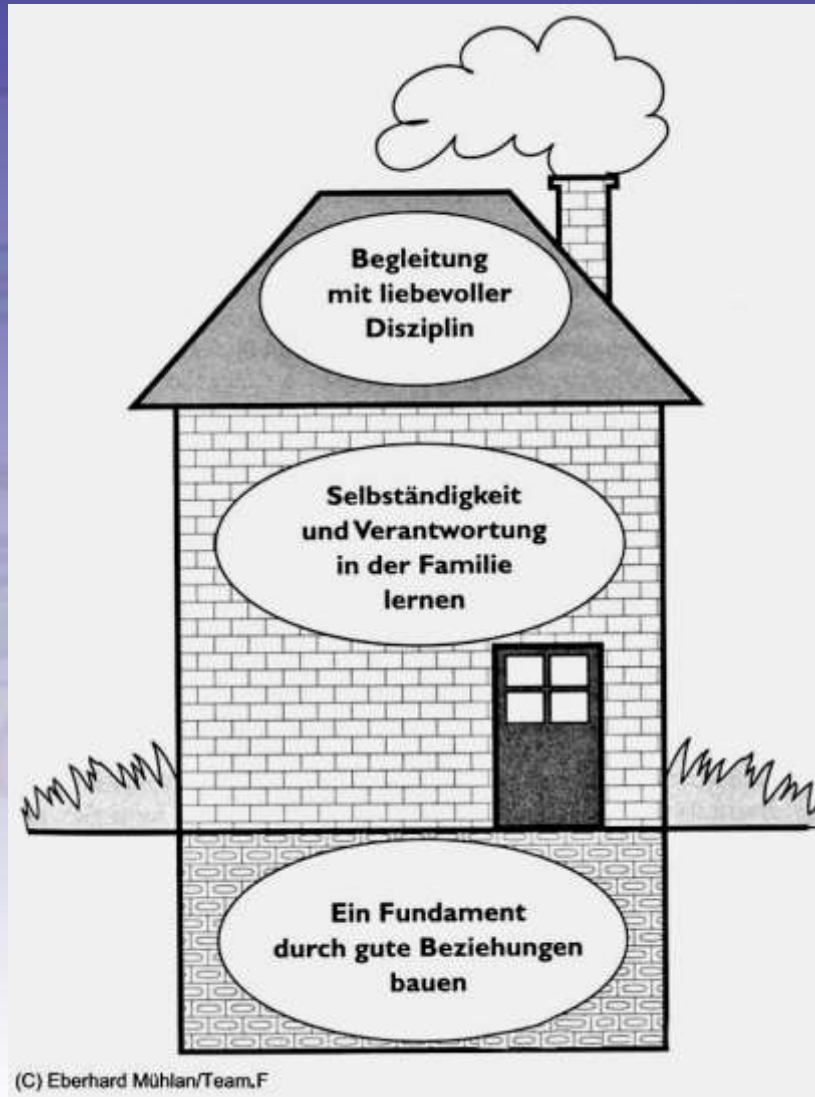 Begleitung
mit liebevoller
Disziplin
Selbständigkeit
und Verantwortung
in der Familie
lernen
Ein Fundament
durch gute Beziehungen
bauen
(C) Eberhard Mühlan/Team.F